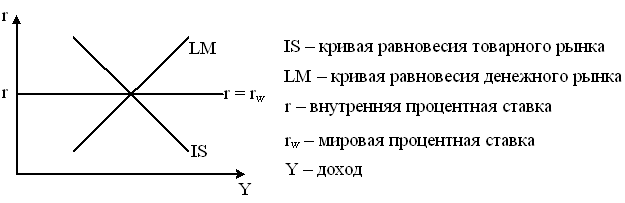 r
LM
r
r = rw
IS
Y
IS – кривая равновесия товарного рынка
LM – кривая равновесия денежного рынка
r – внутренняя процентная ставка
rw – мировая процентная ставка
Y – доход